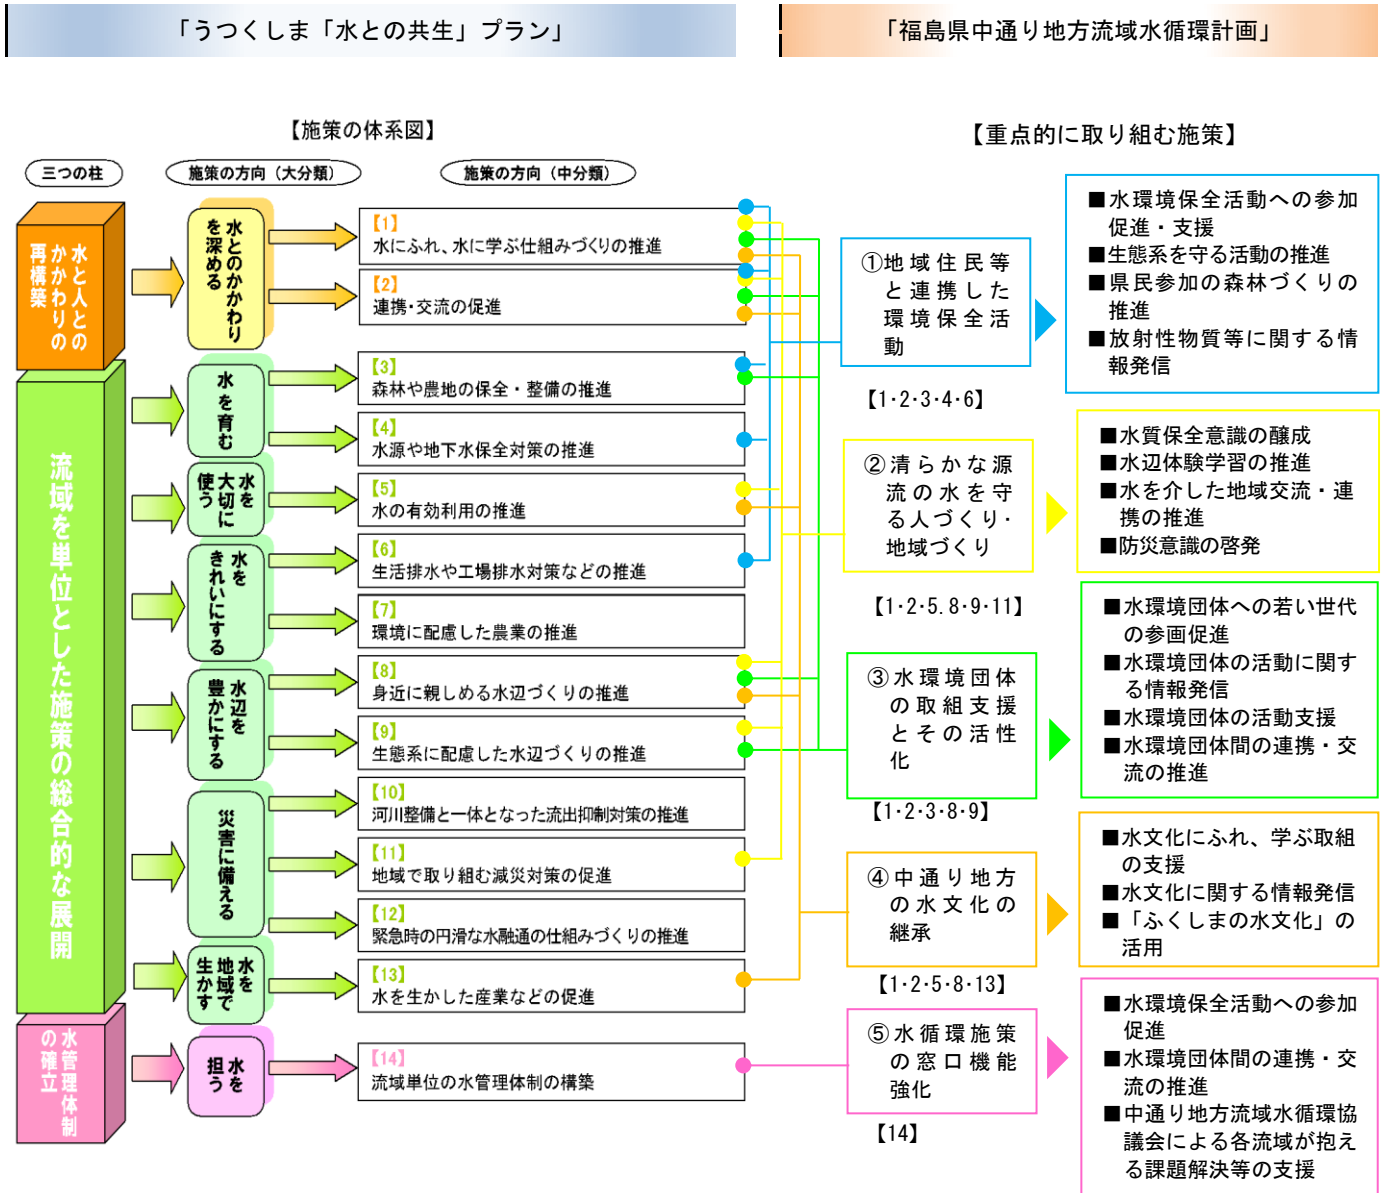 「うつくしま「水との共生」プラン」
「福島県中通り地方流域水循環計画」
【施策の体系図】
【重点的に取り組む施策】
三つの柱
施策の方向（大分類）
施策の方向（中分類）
水と人との
かかわりの
再構築
流域を単位とした施策の総合的な展開
水管理体制
の確立
水とのかかわり
を深める
水を育む
水を
大切に
使う
水を
きれいにする
水辺を
豊かにする
災害に備える
水を
地域で
生かす
水を
担う
【1】
水にふれ、水に学ぶ仕組みづくりの推進
【2】
連携・交流の促進
【3】
森林や農地の保全・整備の推進
【4】
水源や地下水保全対策の推進
【5】
水の有効利用の推進
【6】
生活排水や工場排水対策などの推進
【7】
環境に配慮した農業の推進
【8】
身近に親しめる水辺づくりの推進
【9】
生態系に配慮した水辺づくりの推進
【10】
河川整備と一体となった流出抑制対策の推進
【11】
地域で取り組む減災対策の促進
【12】
緊急時の円滑な水融通の仕組みづくりの推進
【13】
水を生かした産業などの促進
【14】
流域単位の水管理体制の構築
①地域住民等
と連携した
環境保全活
動
【1・2・3・4・6】
■水環境保全活動への参加
促進・支援
■生態系を守る活動の推進
■県民参加の森林づくりの
推進
■放射性物質等に関する情
報発信
②清らかな源
流の水を守
る人づくり・
地域づくり
【1・2・5.8・9・11】
■水質保全意識の醸成
■水辺体験学習の推進
■水を介した地域交流・連
携の推進
■防災意識の啓発
③水環境団体
の取組支援
とその活性
化
【1・2・3・8・9】
■水環境団体への若い世代
の参画促進
■水環境団体の活動に関す
る情報発信
■水環境団体の活動支援
■水環境団体間の連携・交
流の推進
④中通り地方
の水文化の
継承
【1・2・5・8・13】
■水文化にふれ、学ぶ取組
の支援
■水文化に関する情報発信
■「ふくしまの水文化」の
活用
⑤水循環施策
の窓口機能
強化
【14】
■水環境保全活動への参加
促進
■水環境団体間の連携・交
流の推進
■中通り地方流域水循環協
議会による各流域が抱え
る課題解決等の支援